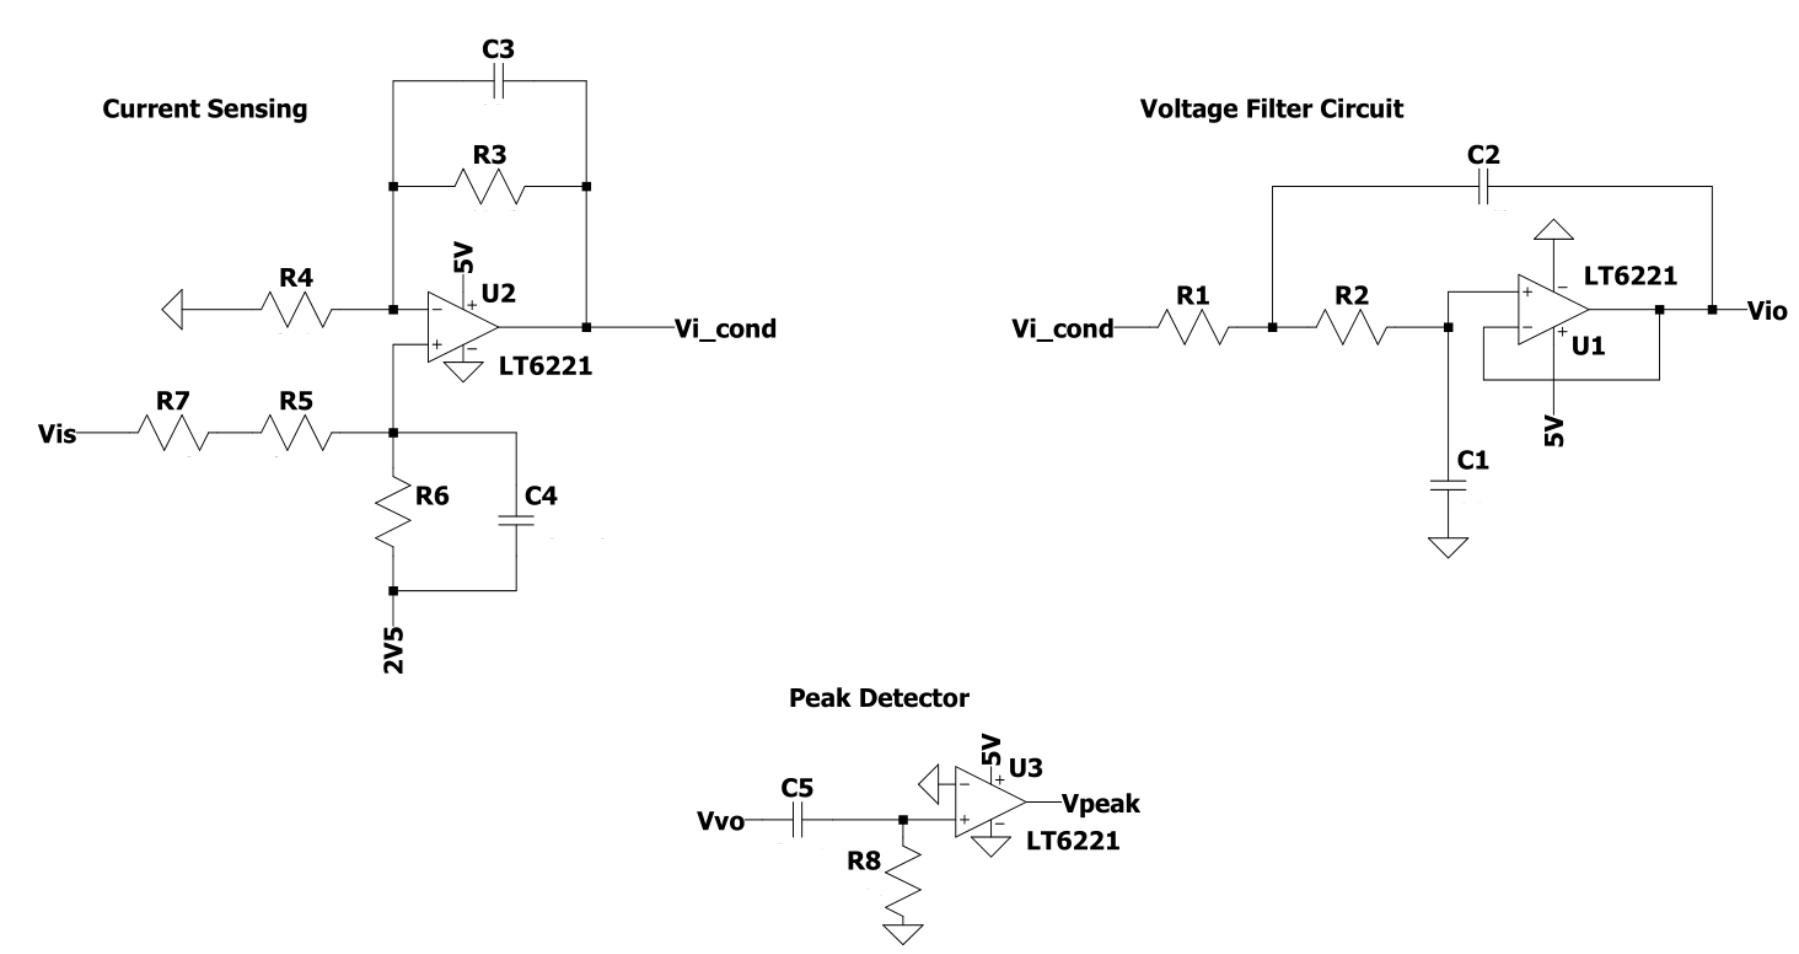 C3
Current Sensing
Voltage Filter Circuit
R3
C2
5V
R4
U2
LT6221
R1
R2
Vi_cond
Vi_cond
Vio
U1
LT6221
R7
R5
5V
Vis
C1
R6
C4
2V5
Peak Detector
5V
U3
C5
Vvo
Vpeak
LT6221
R8